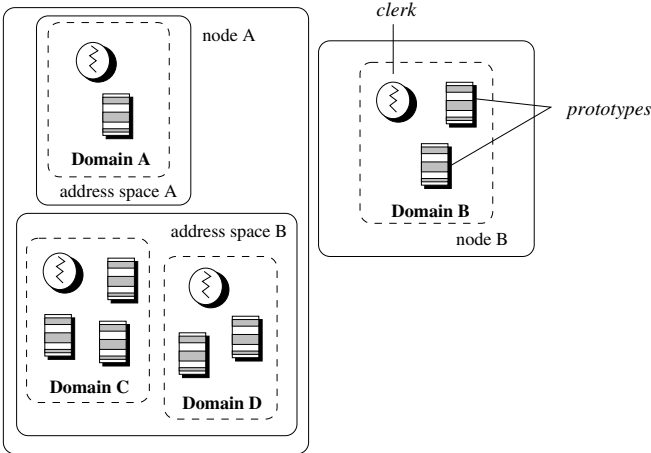 node A
Domain A
address space A
address space B
Domain C
Domain D
clerk
prototypes
Domain B
node B